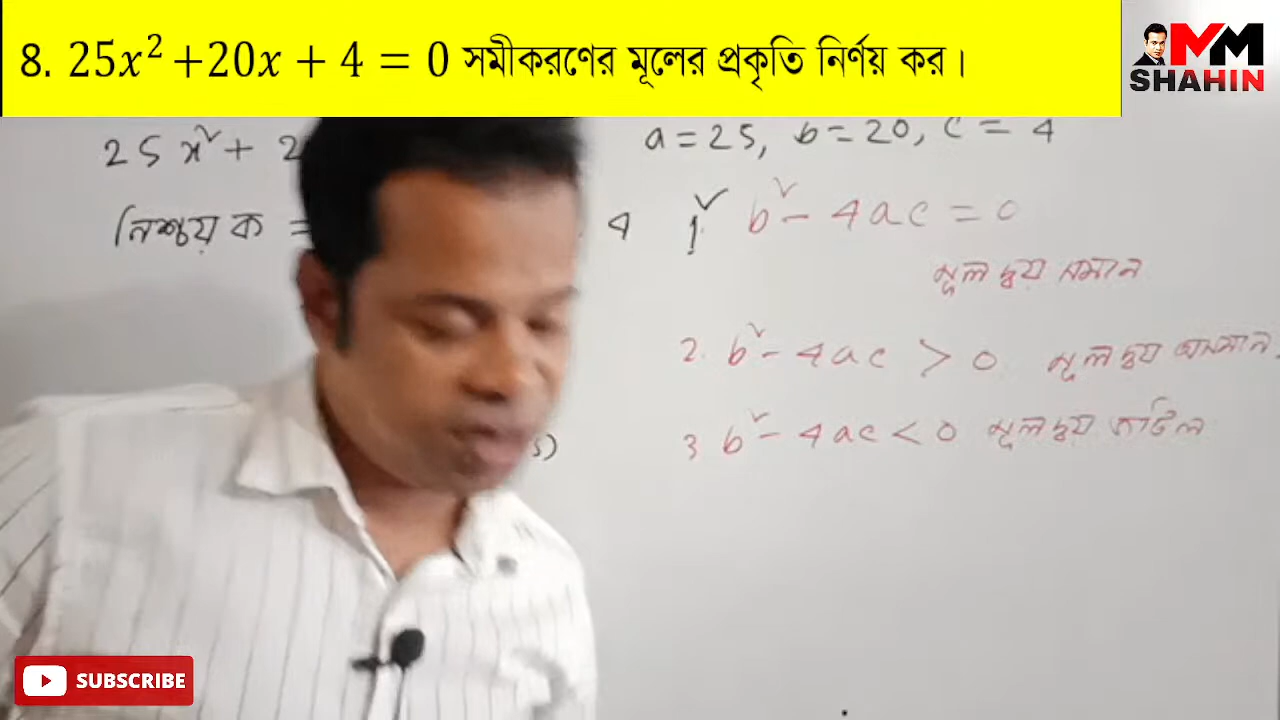 8. 25x² +20x + 4 = 0 সমীকরণের মূলের প্রকৃতি নির্ণয় কর।
MM
SHAHIN
25x² + 2
a = 25, b = 20, c = 4
নিশ্চয়ক =
4
1. b² - 4ac = 0
মূলদ্বয় সমান
2. b² - 4ac > 0 মূলদ্বয় অসমান
3 b² - 4ac < 0 মূলদ্বয় জটিল
s)
SUBSCRIBE